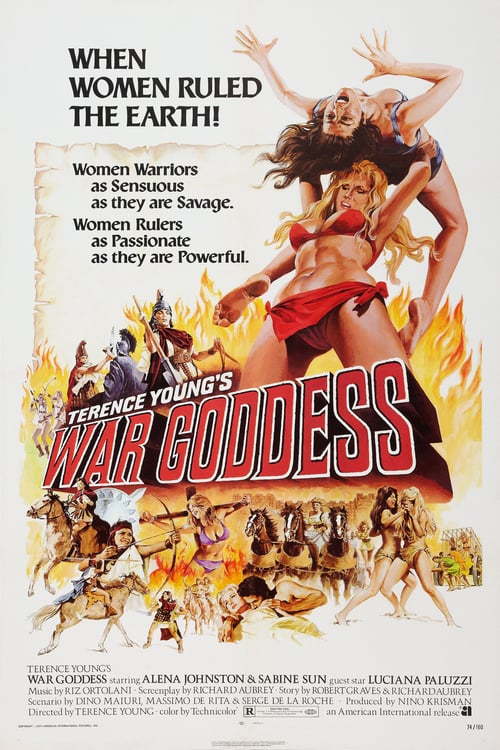 WHEN
WOMEN RULED
THE EARTH!
Women Warriors
as Sensuous
as they are Savage.
Women Rulers
as Passionate
as they are Powerful.
TERENCE YOUNG'S
WAR GODDESS
TERENCE YOUNG'S
WAR GODDESS starring ALENA JOHNSTON & SABINE SUN guest star LUCIANA PALUZZI
Music by RIZ ORTOLANI · Screenplay by RICHARD AUBREY · Story by ROBERT GRAVES & RICHARD AUBREY
Scenario by DINO MAIURI, MASSIMO DE RITA & SERGE DE LA ROCHE · Produced by NINO KRISMAN
Directed by TERENCE YOUNG · color by Technicolor® R an American International release ai
74/160